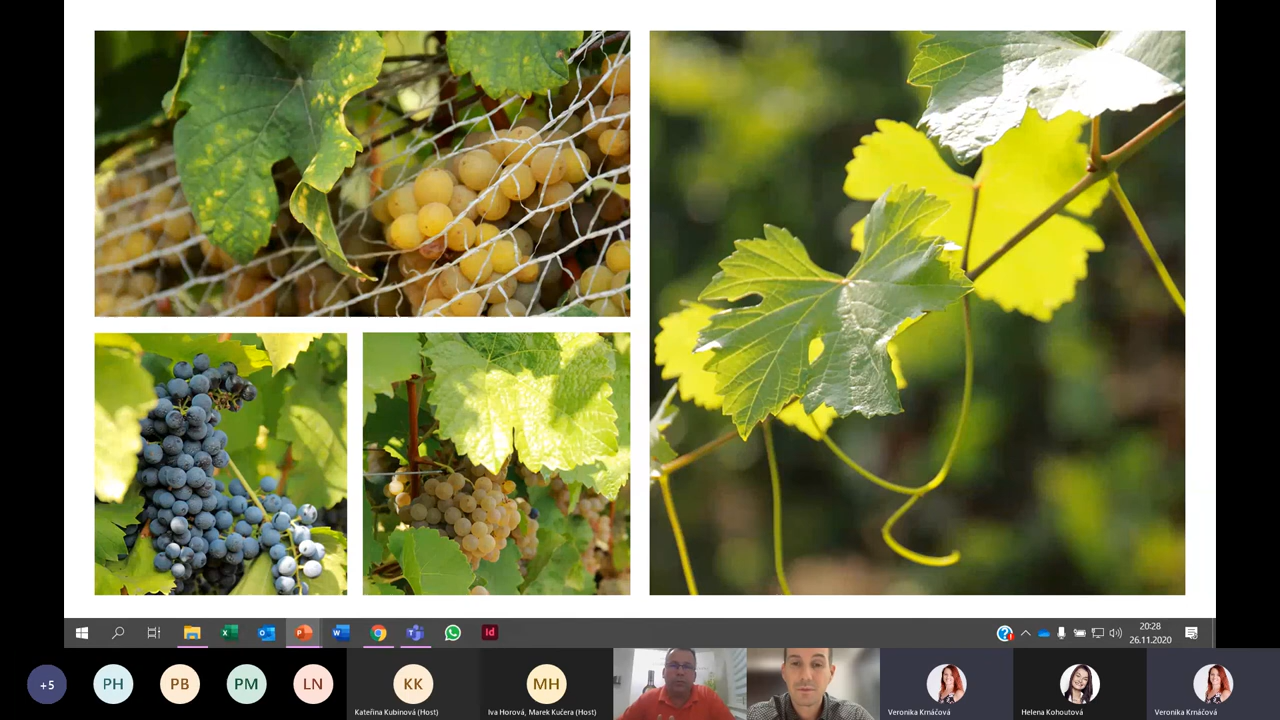 20:28
26.11.2020
+5
PH
PB
PM
LN
KK
Kateřina Kubinová (Host)
MH
Iva Horová, Marek Kučera (Host)
Veronika Krnáčová
Helena Kohoutová
Veronika Krnáčová